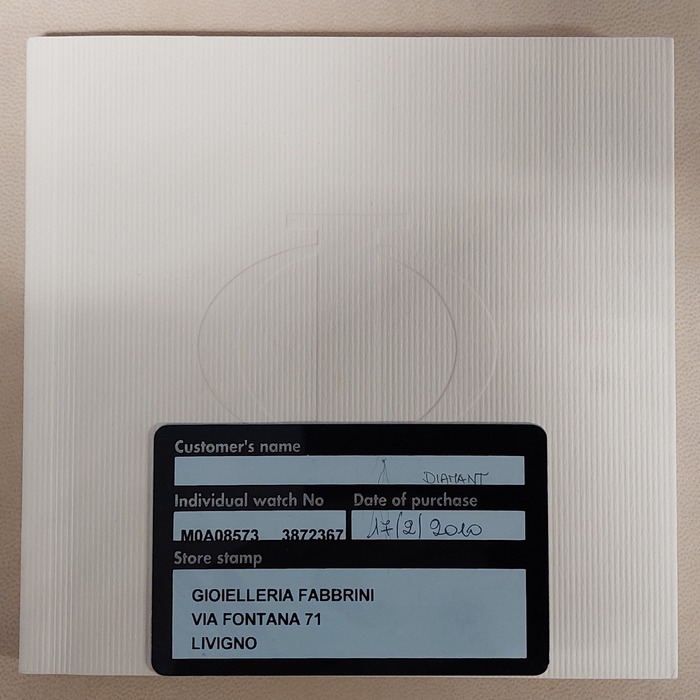 Customer's name
DIAMANT
Individual watch No Date of purchase
M0A08573 3872367 17/2/2010
Store stamp
GIOIELLERIA FABBRINI
VIA FONTANA 71
LIVIGNO